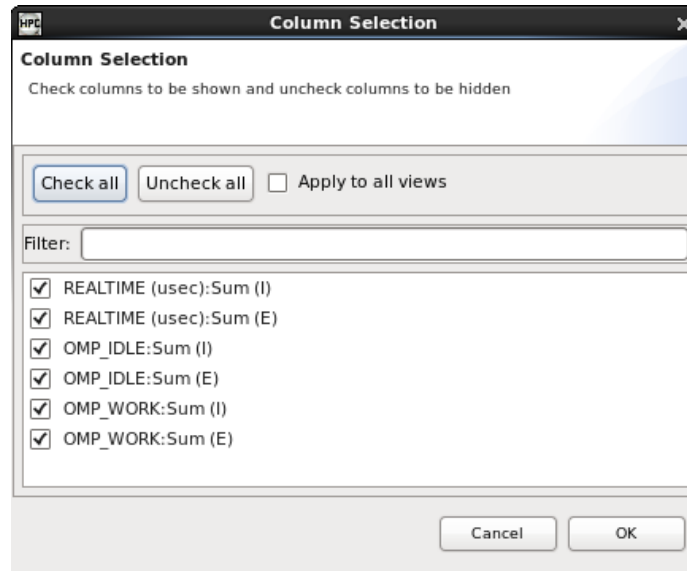 HPC Column Selection
Column Selection
Check columns to be shown and uncheck columns to be hidden
Check all Uncheck all Apply to all views
Filter:
REALTIME (usec):Sum (I)
REALTIME (usec):Sum (E)
OMP_IDLE:Sum (I)
OMP_IDLE:Sum (E)
OMP_WORK:Sum (I)
OMP_WORK:Sum (E)
Cancel OK